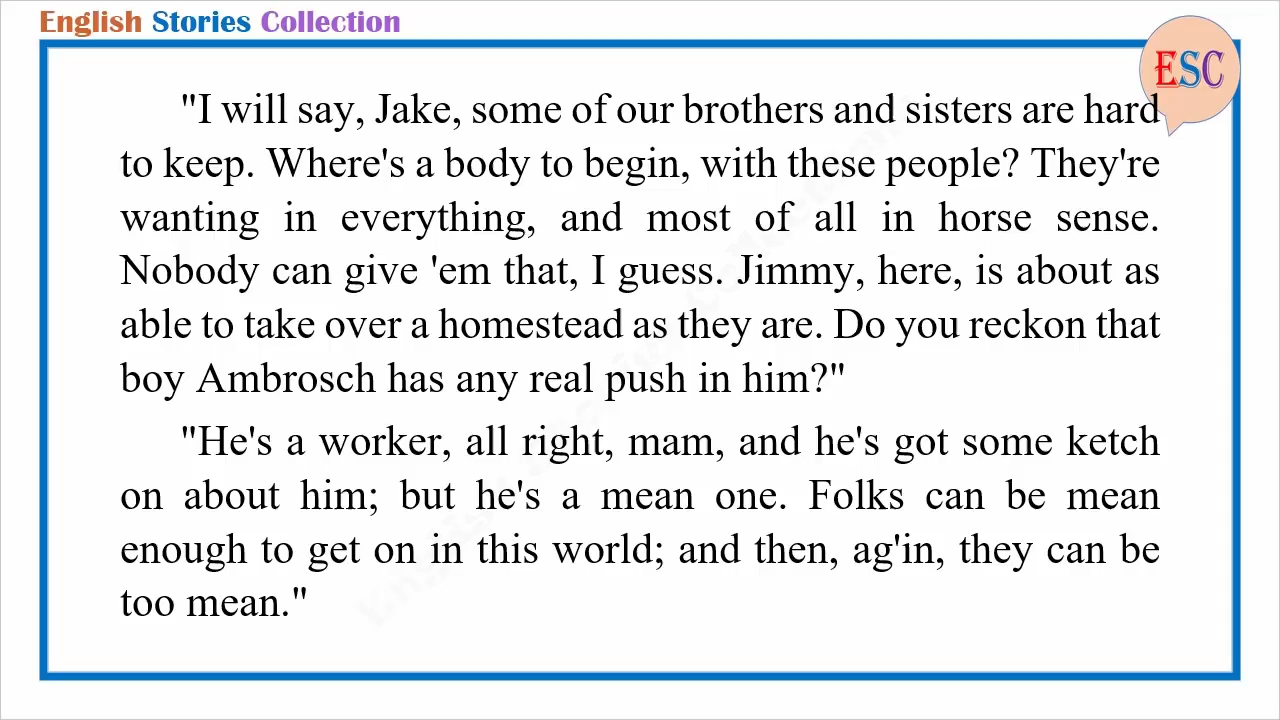 English Stories Collection
ESC
"I will say, Jake, some of our brothers and sisters are hard
to keep. Where's a body to begin, with these people? They're
wanting in everything, and most of all in horse sense.
Nobody can give 'em that, I guess. Jimmy, here, is about as
able to take over a homestead as they are. Do you reckon that
boy Ambrosch has any real push in him?"
"He's a worker, all right, mam, and he's got some ketch
on about him; but he's a mean one. Folks can be mean
enough to get on in this world; and then, ag'in, they can be
too mean."